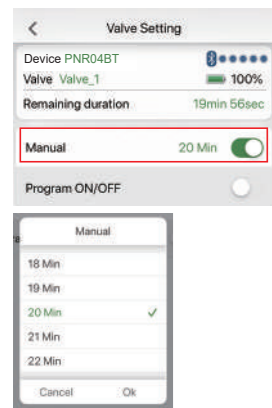 Valve Setting
Device PNR04BT
Valve Valve_1 100%
Remaining duration 19min 56sec
Manual 20 Min
Program ON/OFF
Manual
18 Min
19 Min
20 Min
21 Min
22 Min
Cancel Ok